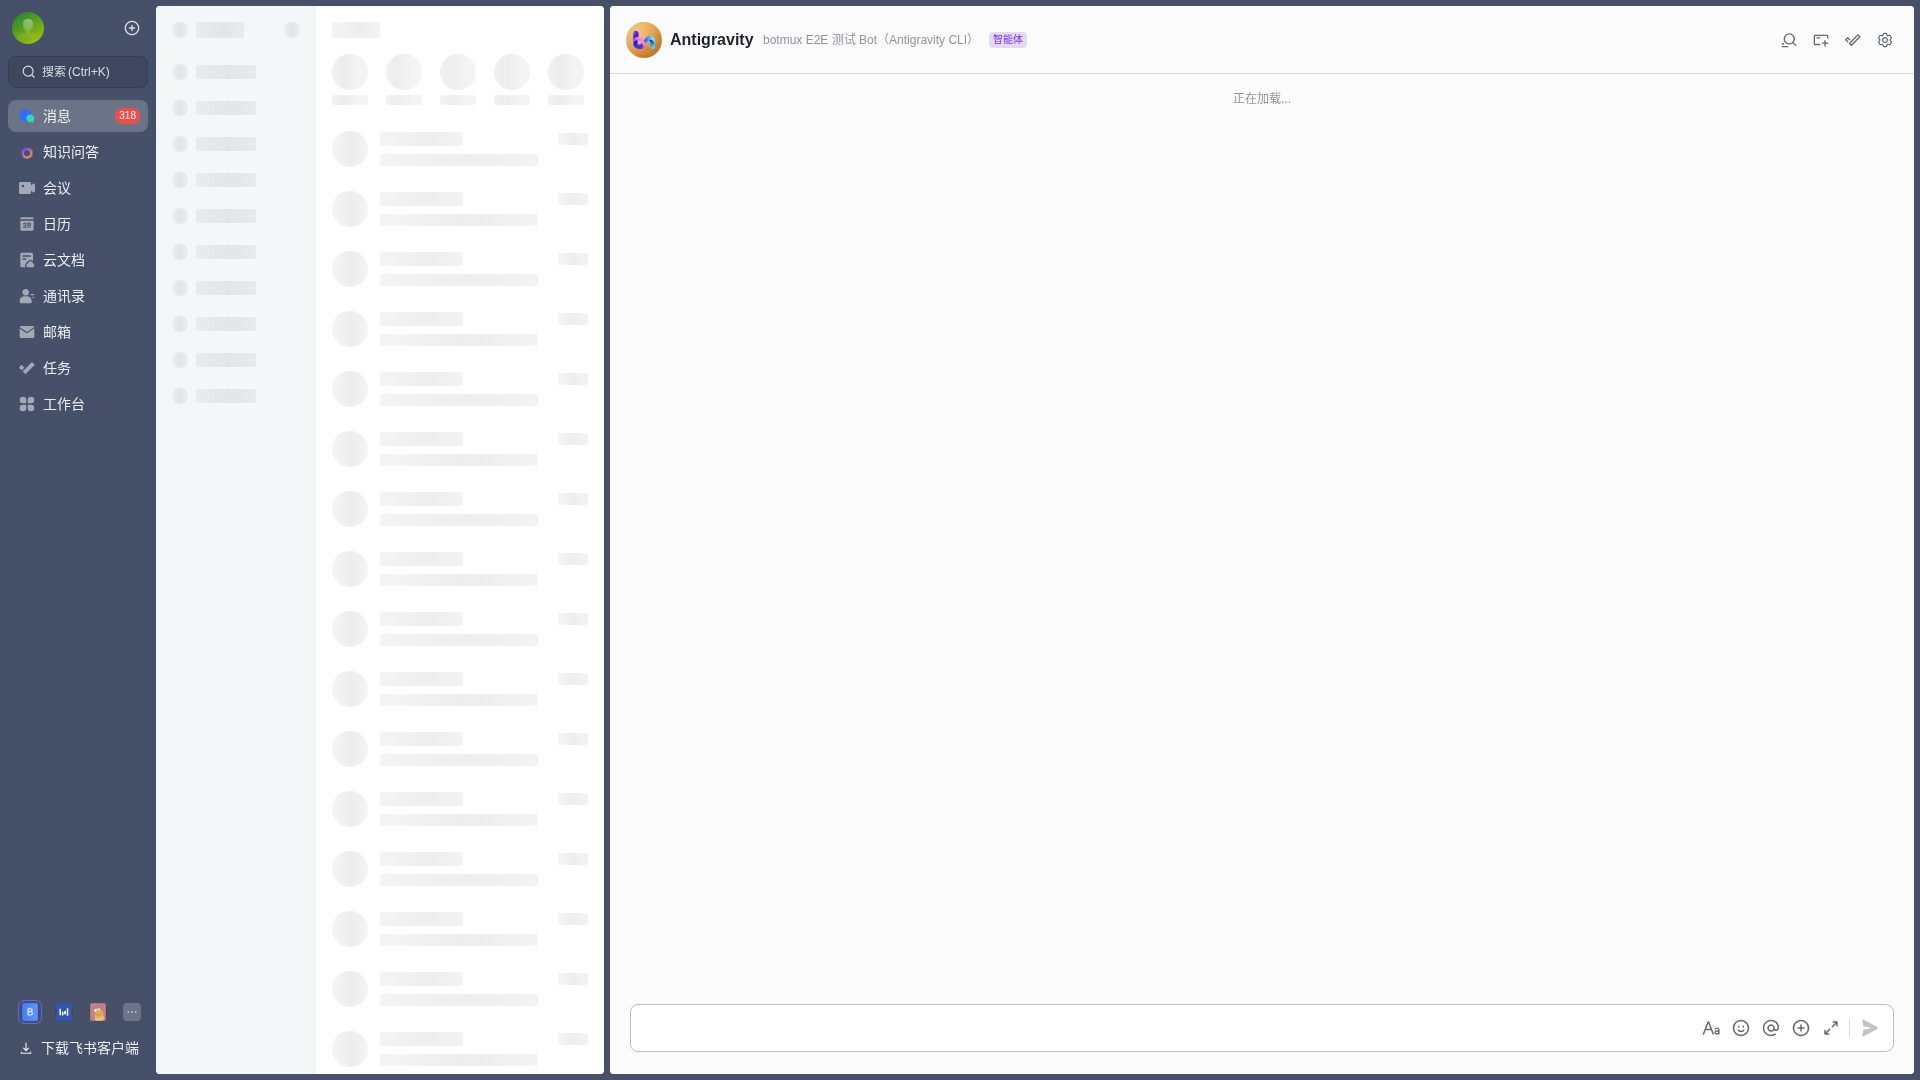 搜索 (Ctrl+K)
消息
318
知识问答
会议
日历
云文档
通讯录
邮箱
任务
工作台
B
下载飞书客户端
Antigravity
botmux E2E 测试 Bot（Antigravity CLI）
智能体
正在加载...
Aa